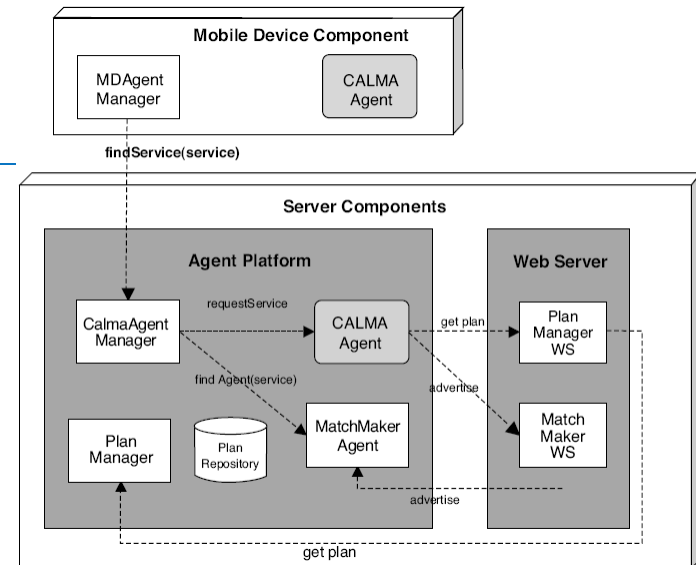 Mobile Device Component
MDAgent
Manager
CALMA
Agent
findService(service)
Server Components
Agent Platform
Web Server
requestService
CalmaAgent
Manager
CALMA
Agent
get plan
Plan
Manager
WS
find Agent(service)
advertise
Plan
Manager
Plan
Repository
MatchMaker
Agent
Match
Maker
WS
advertise
get plan